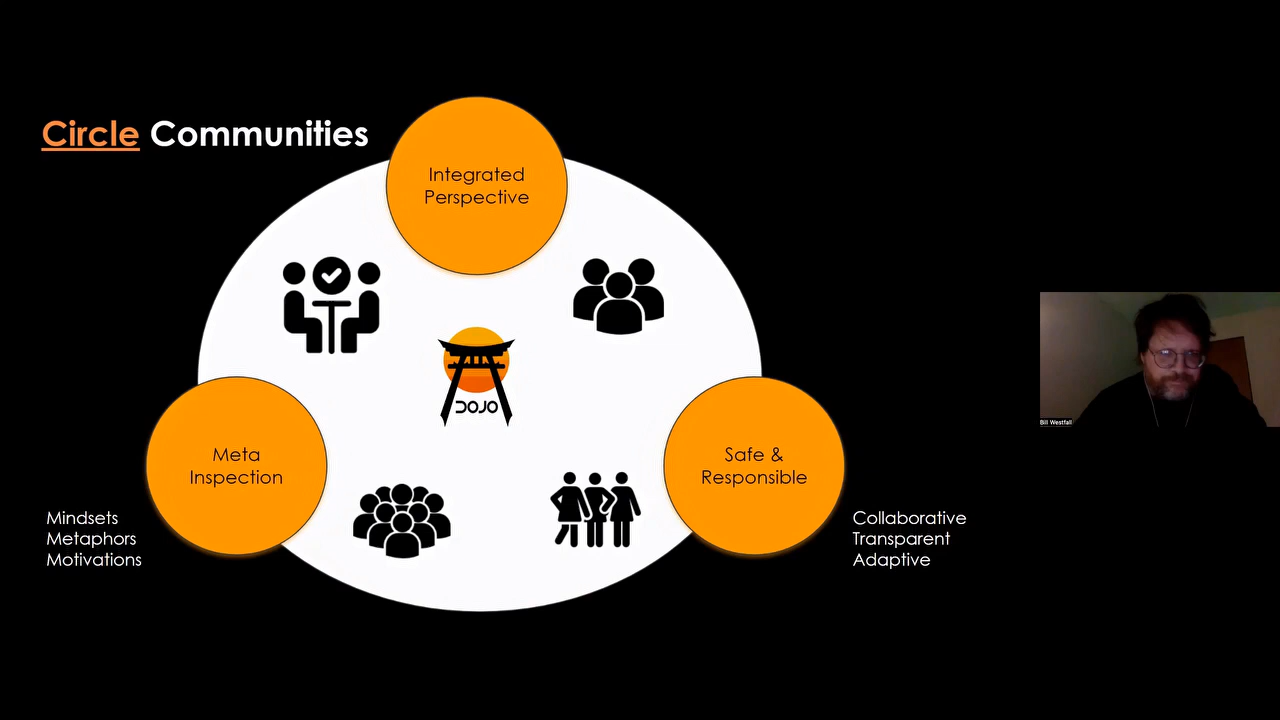 Circle Communities
Integrated
Perspective
DOJO
Meta
Inspection
Safe &
Responsible
Mindsets
Metaphors
Motivations
Collaborative
Transparent
Adaptive
Bill Westfall